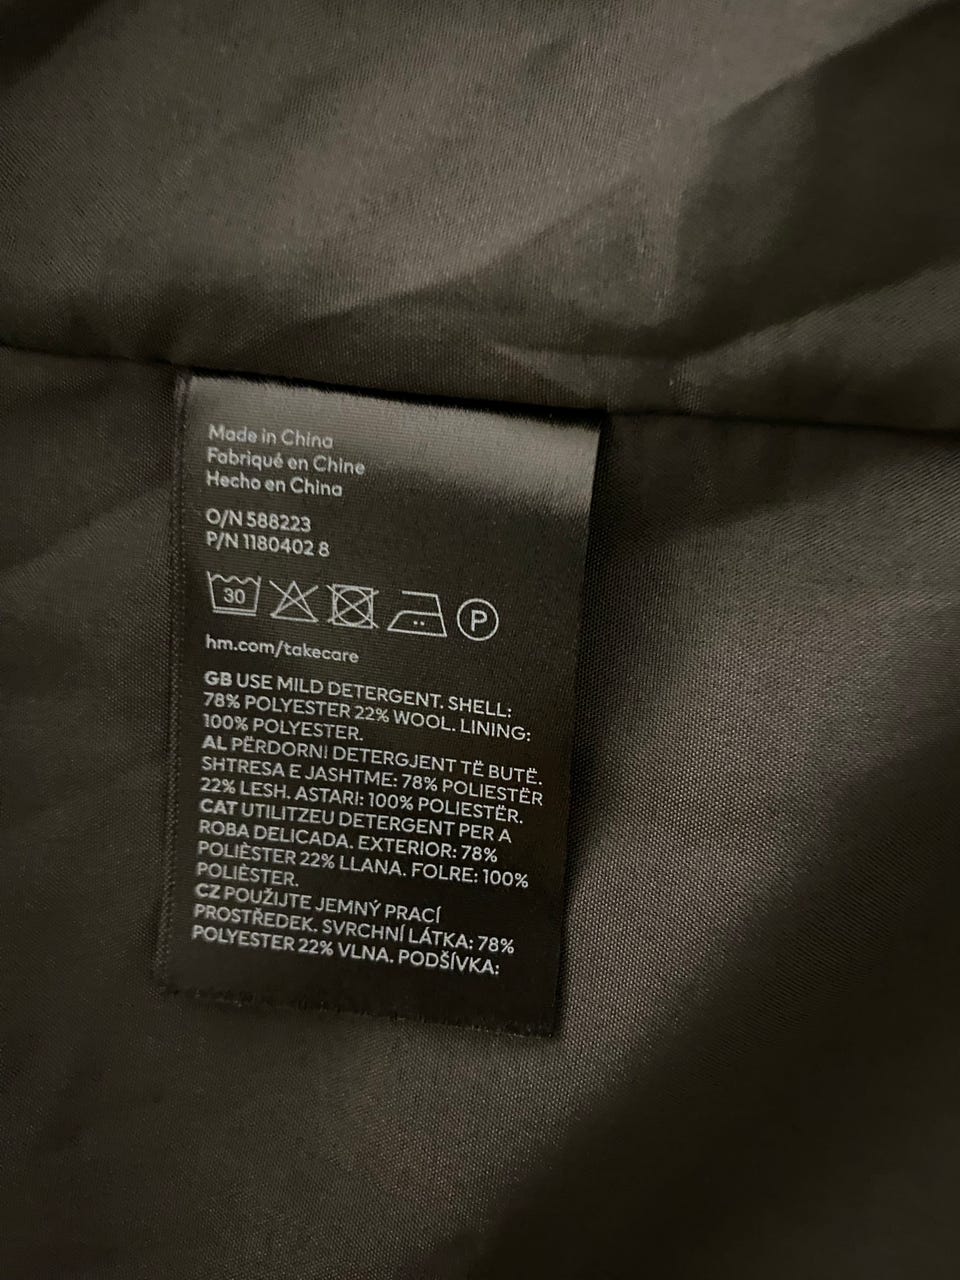 Made in China
Fabriqué en Chine
Hecho en China
O/N 588223
P/N 1180402 8
30
P
hm.com/takecare
GB USE MILD DETERGENT. SHELL:
78% POLYESTER 22% WOOL. LINING:
100% POLYESTER.
AL PËRDORNI DETERGJENT TË BUTË.
SHTRESA E JASHTME: 78% POLIESTËR
22% LESH. ASTARI: 100% POLIESTËR.
CAT UTILITZEU DETERGENT PER A
ROBA DELICADA. EXTERIOR: 78%
POLIÈSTER 22% LLANA. FOLRE: 100%
POLIÈSTER.
CZ POUŽIJTE JEMNÝ PRACÍ
PROSTŘEDEK. SVRCHNÍ LÁTKA: 78%
POLYESTER 22% VLNA. PODŠÍVKA: